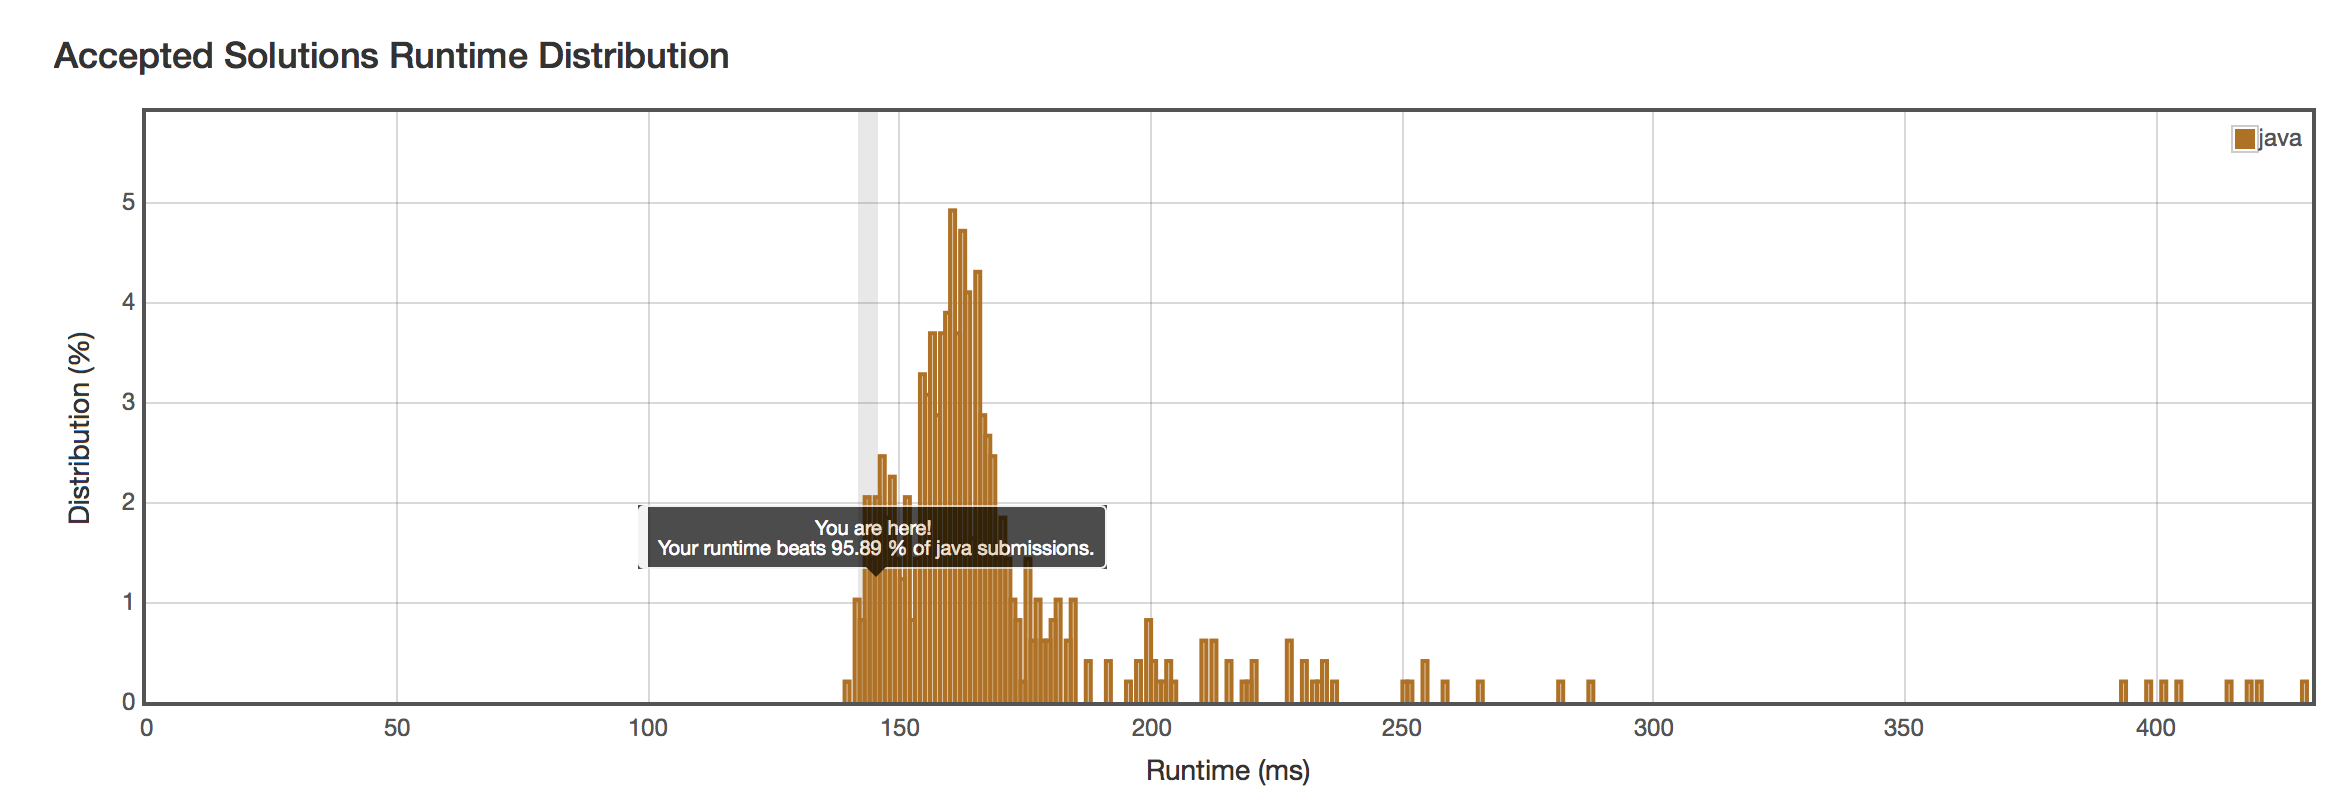 Accepted Solutions Runtime Distribution
java
5
4
3
2
1
0
Distribution (%)
You are here!
Your runtime beats 95.89 % of java submissions.
0 50 100 150 200 250 300 350 400
Runtime (ms)